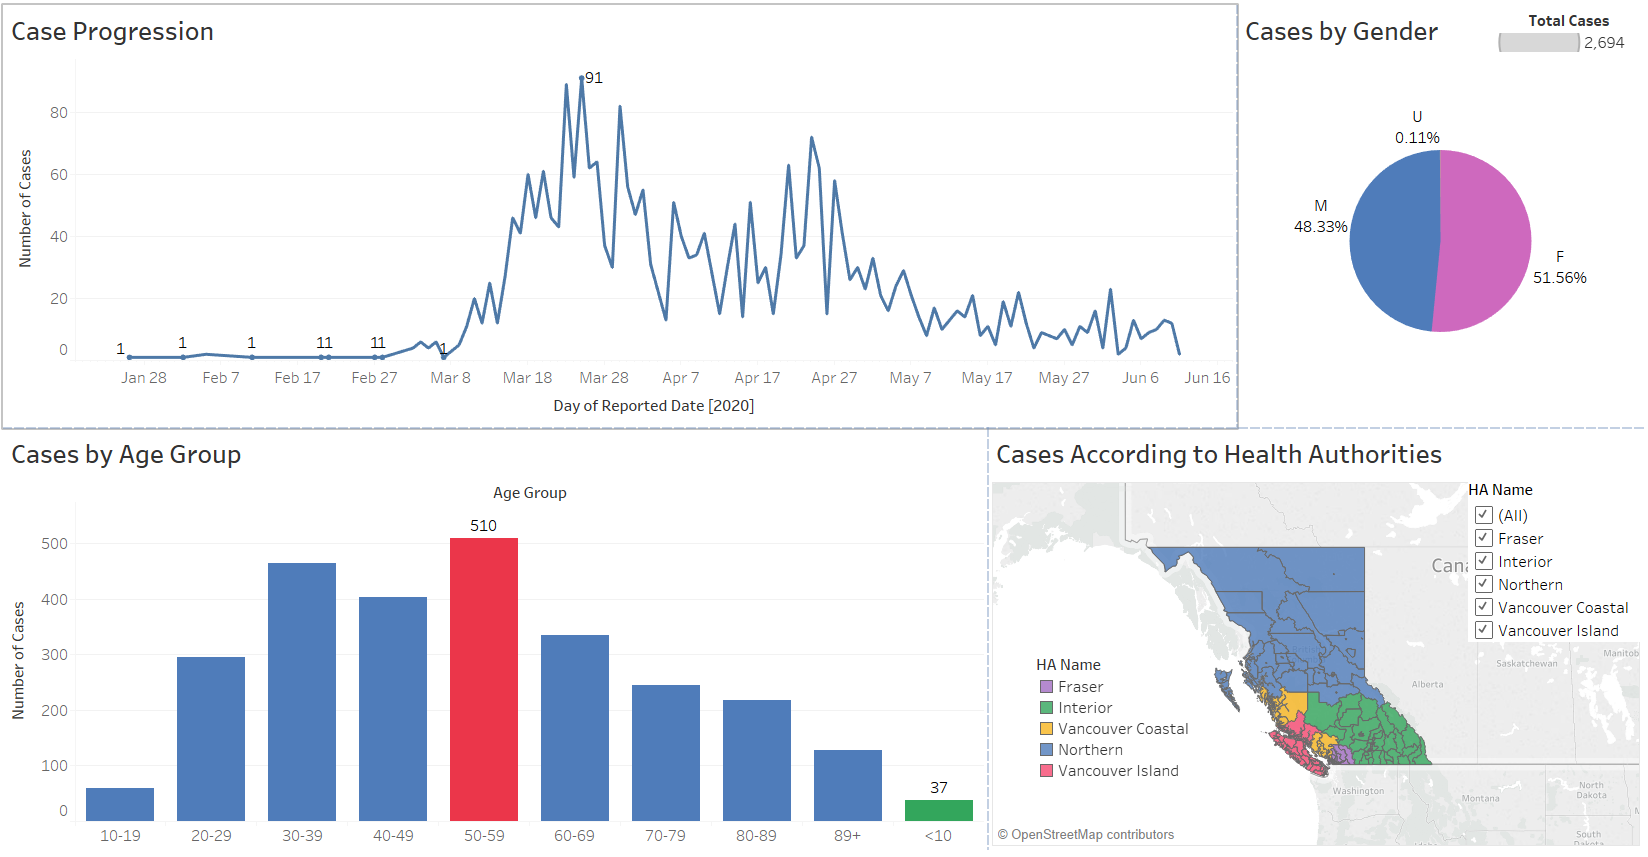 Case Progression
91
80
60
40
20
0
Number of Cases
1
1
1
11
11
1
Jan 28
Feb 7
Feb 17
Feb 27
Mar 8
Mar 18
Mar 28
Apr 7
Apr 17
Apr 27
May 7
May 17
May 27
Jun 6
Jun 16
Day of Reported Date [2020]
Cases by Gender
Total Cases
2,694
U
0.11%
M
48.33%
F
51.56%
Cases by Age Group
Age Group
510
500
400
300
200
100
0
Number of Cases
37
10-19
20-29
30-39
40-49
50-59
60-69
70-79
80-89
89+
<10
Cases According to Health Authorities
HA Name
(All)
Fraser
Interior
Northern
Vancouver Coastal
Vancouver Island
Cana
Manitob
Saskatchewan
Alberta
HA Name
Fraser
Interior
Vancouver Coastal
Northern
Vancouver Island
Washington
Montana
North
Dakota
South
Dakota
© OpenStreetMap contributors